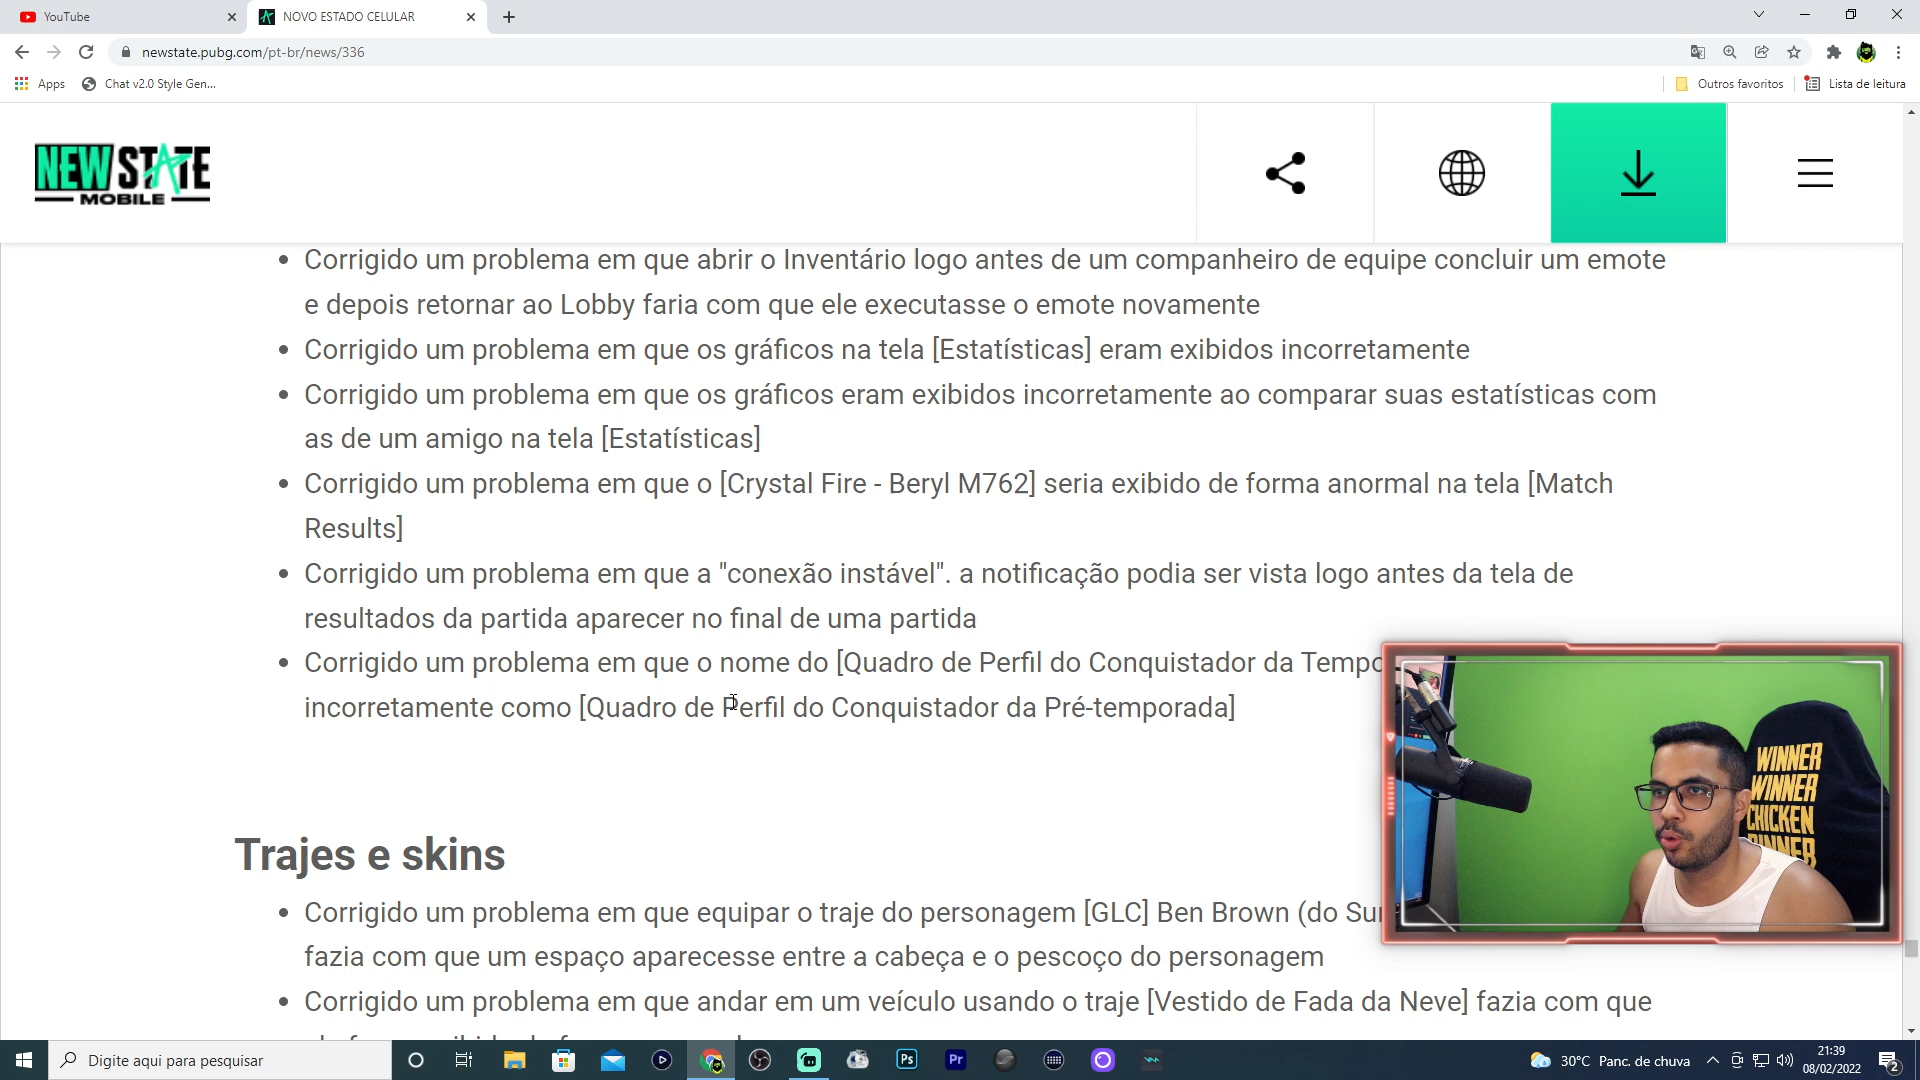 YouTube
NOVO ESTADO CELULAR
newstate.pubg.com/pt-br/news/336
Apps
Chat v2.0 Style Gen...
Outros favoritos
Lista de leitura
NEW STATE
MOBILE
Corrigido um problema em que abrir o Inventário logo antes de um companheiro de equipe concluir um emote
e depois retornar ao Lobby faria com que ele executasse o emote novamente
Corrigido um problema em que os gráficos na tela [Estatísticas] eram exibidos incorretamente
Corrigido um problema em que os gráficos eram exibidos incorretamente ao comparar suas estatísticas com
as de um amigo na tela [Estatísticas]
Corrigido um problema em que o [Crystal Fire - Beryl M762] seria exibido de forma anormal na tela [Match
Results]
Corrigido um problema em que a "conexão instável". a notificação podia ser vista logo antes da tela de
resultados da partida aparecer no final de uma partida
Corrigido um problema em que o nome do [Quadro de Perfil do Conquistador da
incorretamente como [Quadro de Perfil do Conquistador da Pré-temporada]
WINNER
WINNER
CHICKEN
DINNER
Trajes e skins
Corrigido um problema em que equipar o traje do personagem [GLC] Ben Brown (do
fazia com que um espaço aparecesse entre a cabeça e o pescoço do personagem
Corrigido um problema em que andar em um veículo usando o traje [Vestido de Fada da Neve] fazia com que
Digite aqui para pesquisar
Ps
Pr
30°C Panc. de chuva
21:39
08/02/2022
2